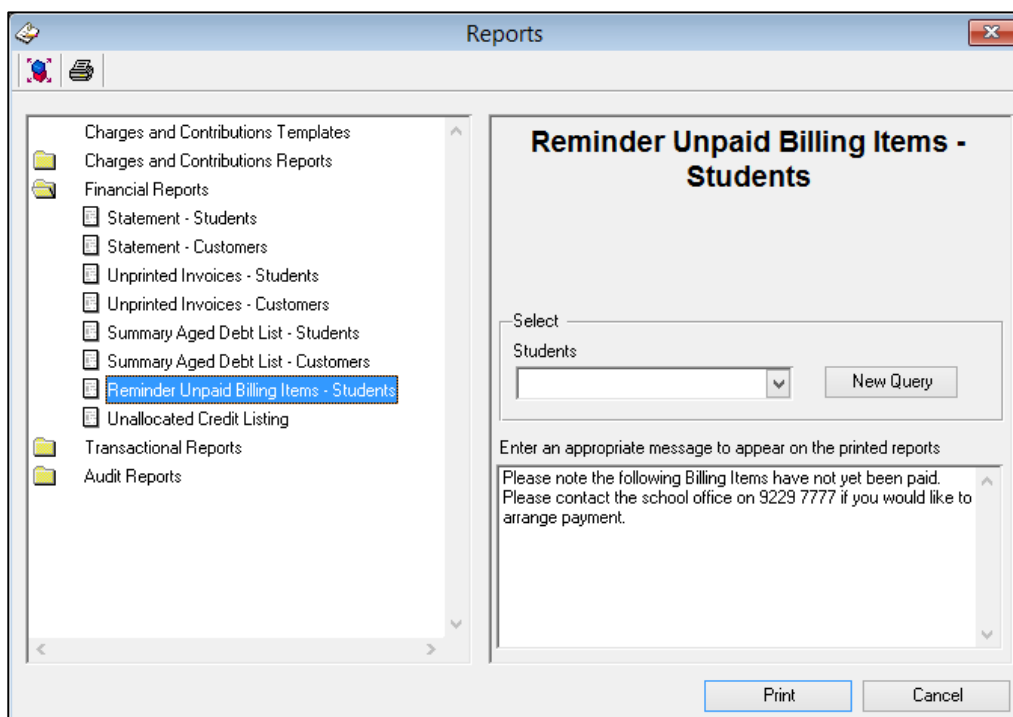 Reports
Charges and Contributions Templates
Charges and Contributions Reports
Financial Reports
Statement - Students
Statement - Customers
Unprinted Invoices - Students
Unprinted Invoices - Customers
Summary Aged Debt List - Students
Summary Aged Debt List - Customers
Reminder Unpaid Billing Items - Students
Unallocated Credit Listing
Transactional Reports
Audit Reports
Reminder Unpaid Billing Items -
Students
Select
Students
New Query
Enter an appropriate message to appear on the printed reports
Please note the following Billing Items have not yet been paid.
Please contact the school office on 9229 7777 if you would like to
arrange payment.
Print
Cancel